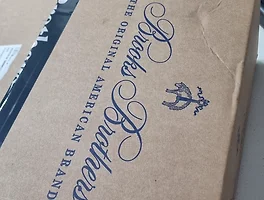 Brooks Brothers
THE ORIGINAL AMERICAN BRAND